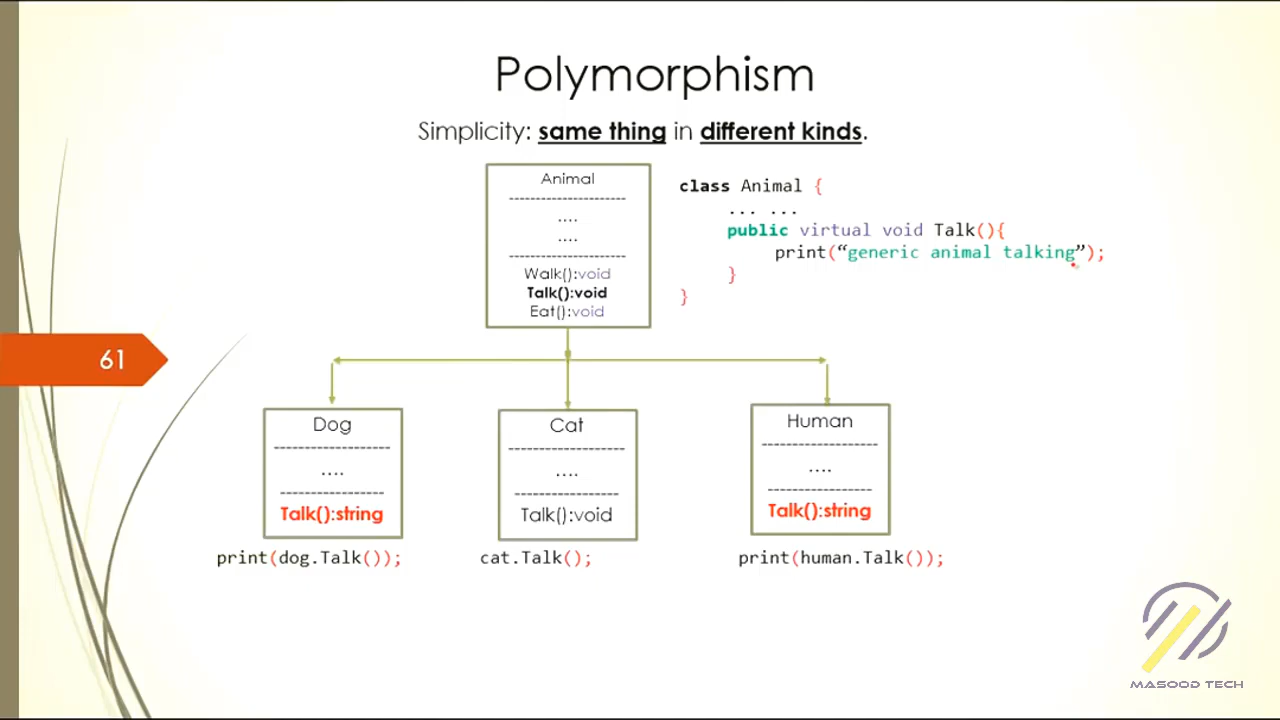 Polymorphism
Simplicity: same thing in different kinds.
Animal
--------------------
....
....
--------------------
Walk():void
Talk():void
Eat():void
class Animal {
... ...
public virtual void Talk(){
print(“generic animal talking”);
}
}
61
Dog
--------------------
....
------------------
Talk():string
print(dog.Talk());
Cat
--------------------
....
------------------
Talk():void
cat.Talk();
Human
--------------------
....
------------------
Talk():string
print(human.Talk());
MASOOD TECH